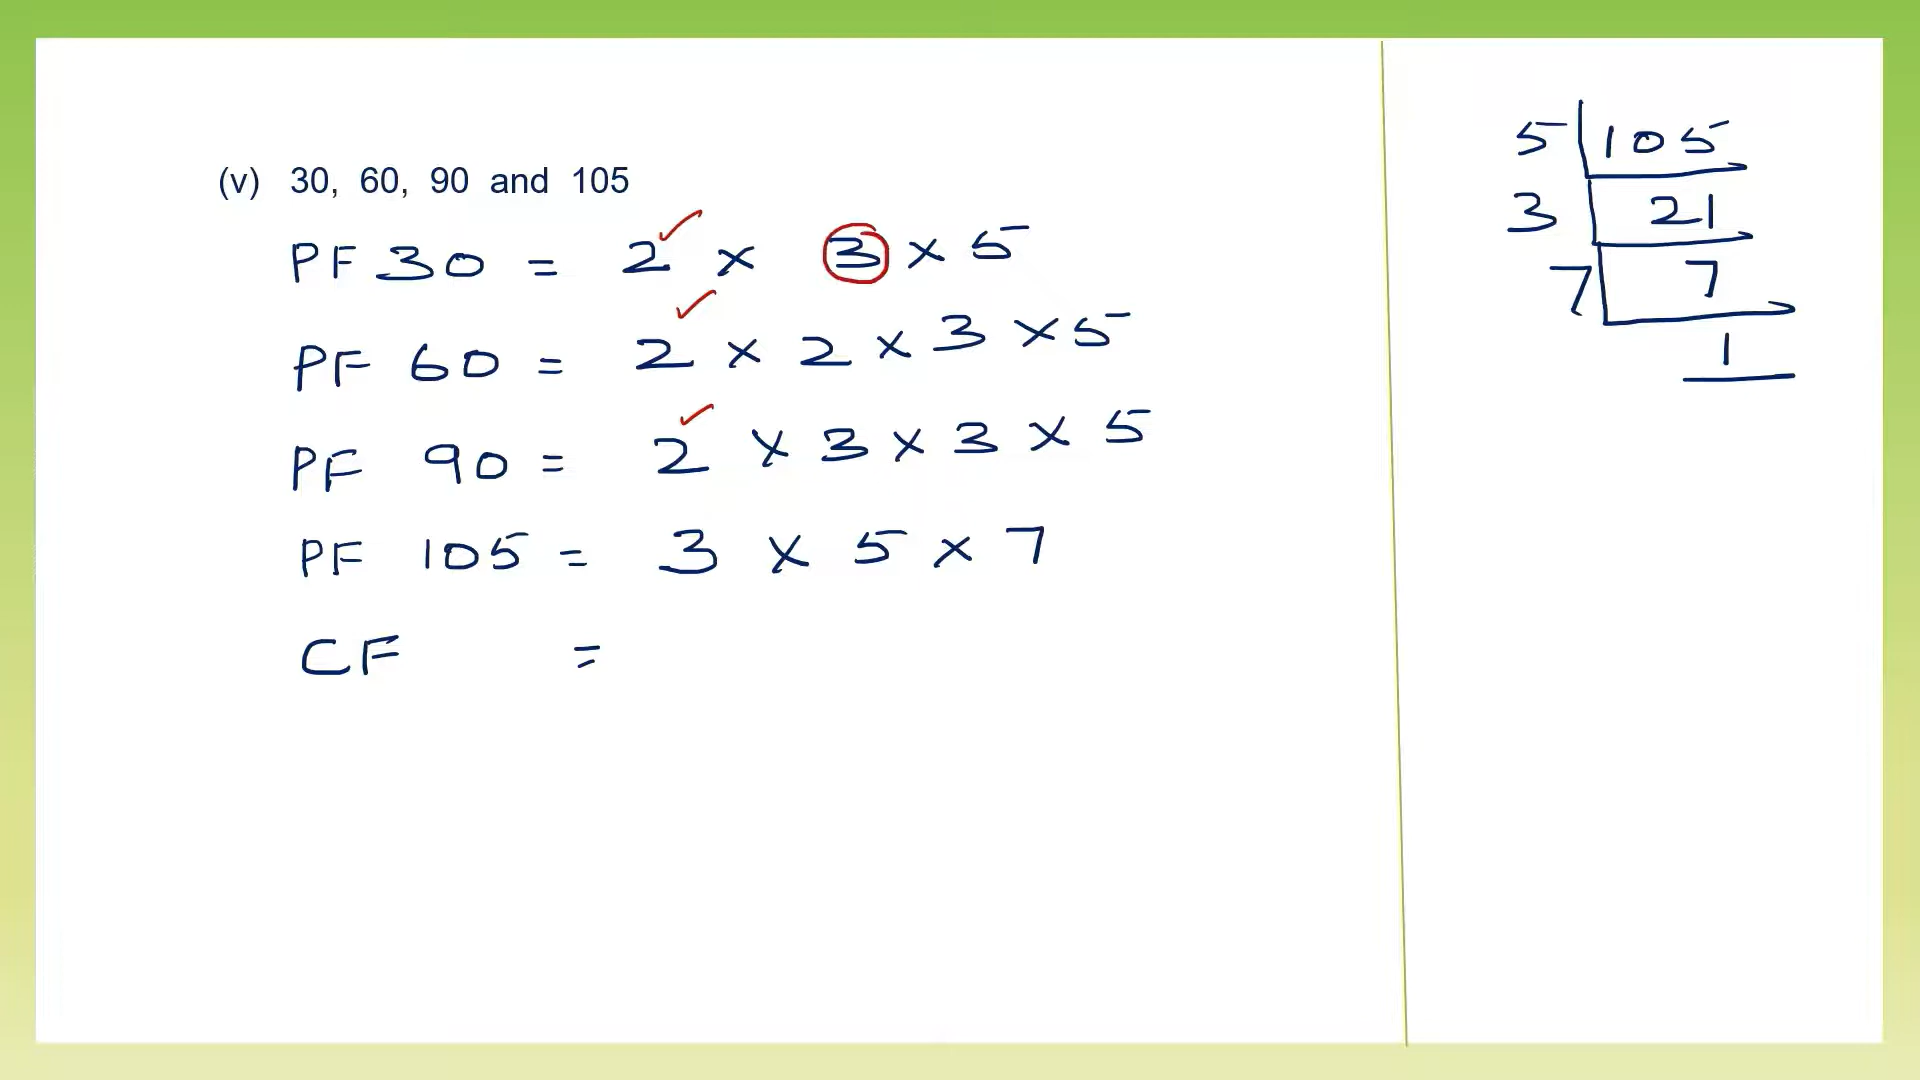 (v) 30, 60, 90 and 105
PF 30 = 2 × 3 × 5
PF 60 = 2 × 2 × 3 × 5
PF 90 = 2 × 3 × 3 × 5
PF 105 = 3 × 5 × 7
CF =
5 105
3 21
7 7
1